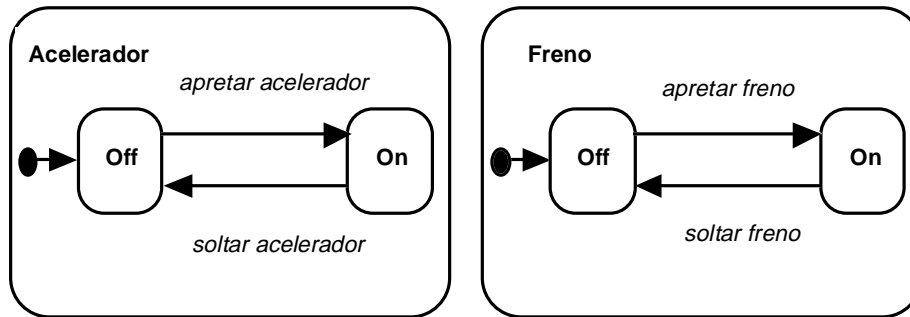 Acelerador
apretar acelerador
Off
On
soltar acelerador
Freno
apretar freno
Off
On
soltar freno